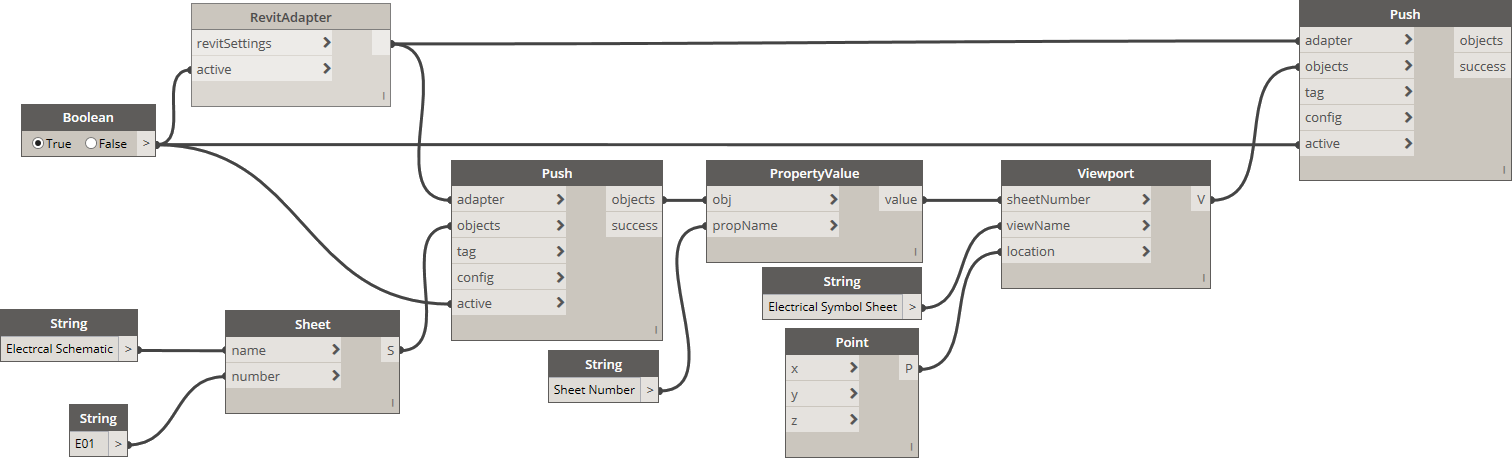 RevitAdapter
revitSettings >
active >
l
Boolean
True False >
String
Electrcal Schematic >
String
E01 >
Sheet
name > S
number >
l
Push
adapter > objects
objects > success
tag >
config >
active >
l
String
Sheet Number >
PropertyValue
obj > value
propName >
l
String
Electrical Symbol Sheet >
Point
x > P
y >
z >
l
Viewport
sheetNumber > V
viewName >
location >
l
Push
adapter > objects
objects > success
tag >
config >
active >
l